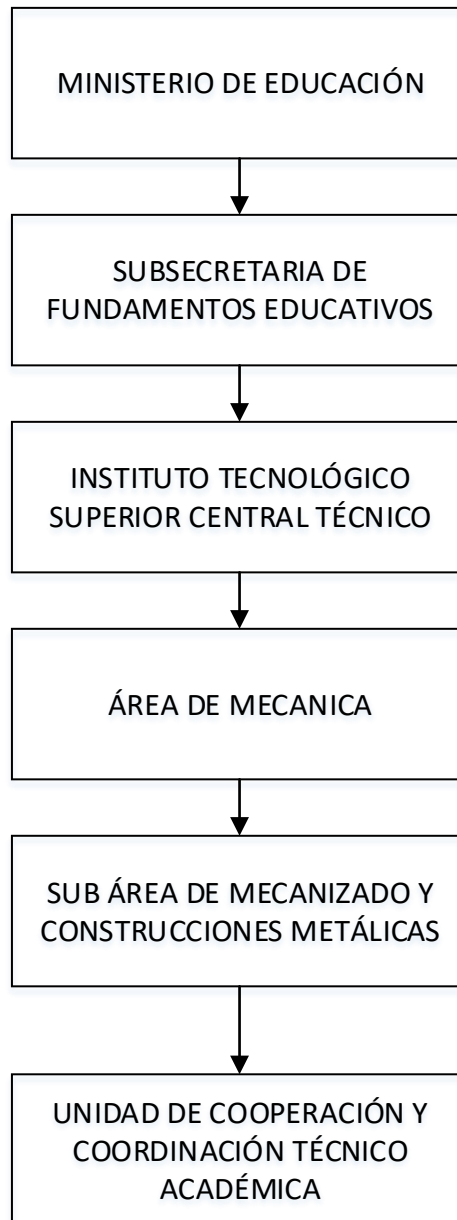 MINISTERIO DE EDUCACIÓN
SUBSECRETARIA DE
FUNDAMENTOS EDUCATIVOS
INSTITUTO TECNOLÓGICO
SUPERIOR CENTRAL TÉCNICO
ÁREA DE MECANICA
SUB ÁREA DE MECANIZADO Y
CONSTRUCCIONES METÁLICAS
UNIDAD DE COOPERACIÓN Y
COORDINACIÓN TÉCNICO
ACADÉMICA